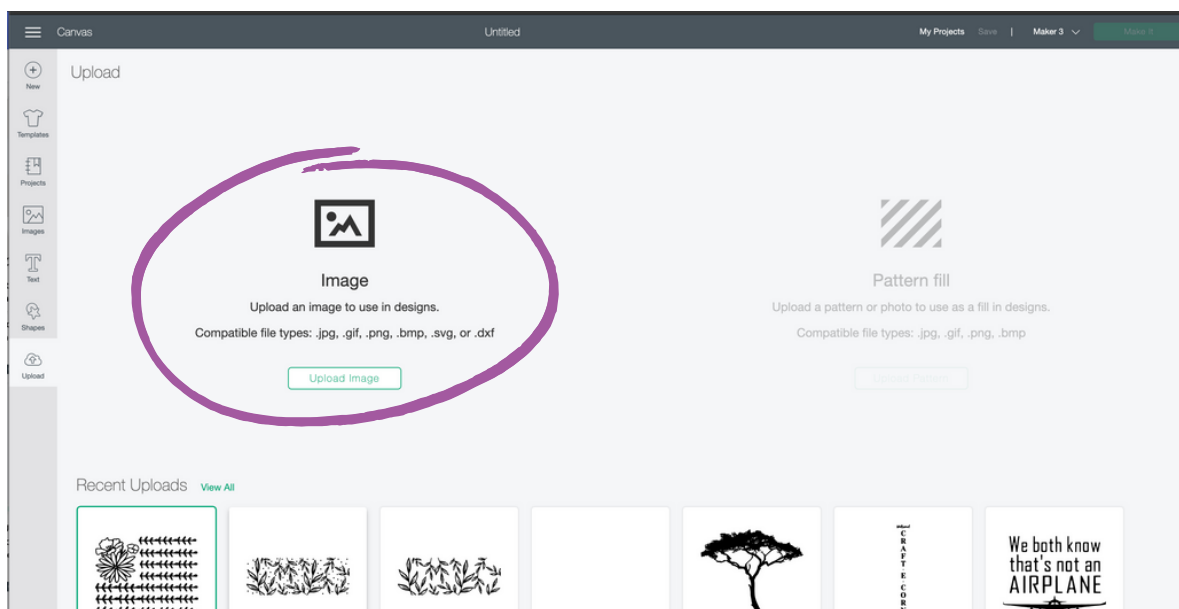 Canvas
Untitled
My Projects Save | Maker 3 Make It
New
Templates
Projects
Images
Text
Shapes
Upload
Upload
Image
Upload an image to use in designs.
Compatible file types: .jpg, .gif, .png, .bmp, .svg, or .dxf
Upload Image
Pattern fill
Upload a pattern or photo to use as a fill in designs.
Compatible file types: .jpg, .gif, .png, .bmp
Recent Uploads View All
CRAFT-E-COR
We both know
that's not an
AIRPLANE